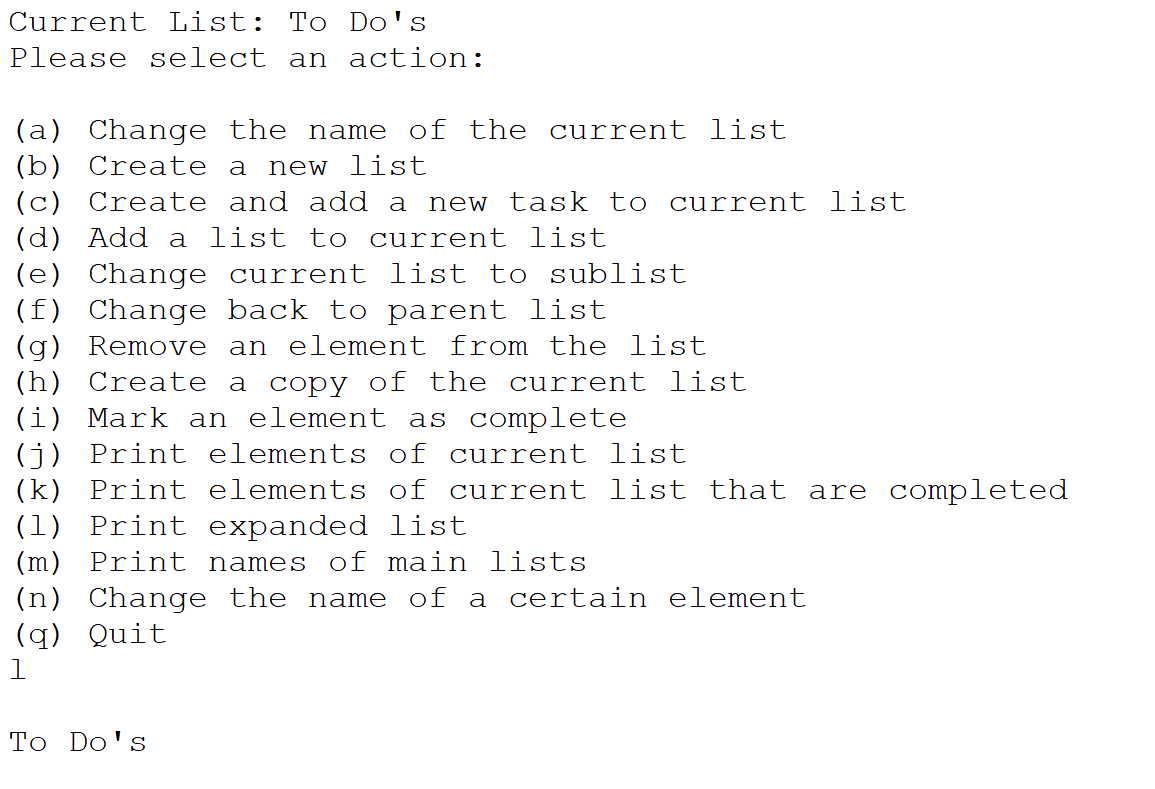 Current List: To Do's
Please select an action:
(a) Change the name of the current list
(b) Create a new list
(c) Create and add a new task to current list
(d) Add a list to current list
(e) Change current list to sublist
(f) Change back to parent list
(g) Remove an element from the list
(h) Create a copy of the current list
(i) Mark an element as complete
(j) Print elements of current list
(k) Print elements of current list that are completed
(l) Print expanded list
(m) Print names of main lists
(n) Change the name of a certain element
(q) Quit
l
To Do's